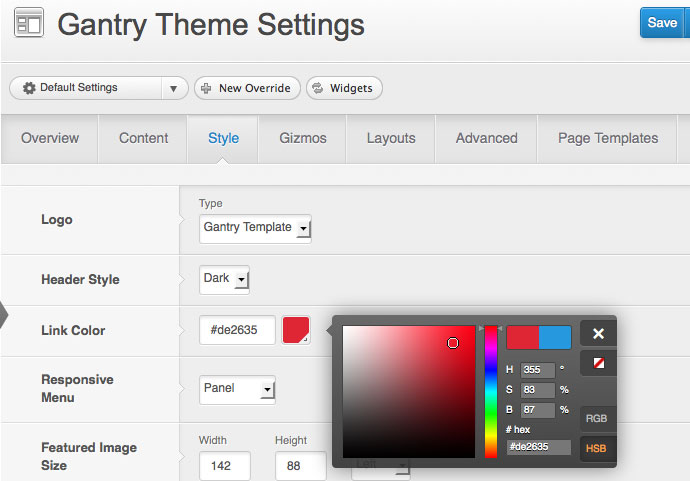 Gantry Theme Settings
Save
Default Settings
New Override
Widgets
Overview
Content
Style
Gizmos
Layouts
Advanced
Page Templates
Logo
Type
Gantry Template
Header Style
Dark
Link Color
#de2635
H 355 °
S 83 %
B 87 %
# hex
#de2635
RGB
HSB
Responsive
Menu
Panel
Featured Image
Size
Width
142
Height
88
Left